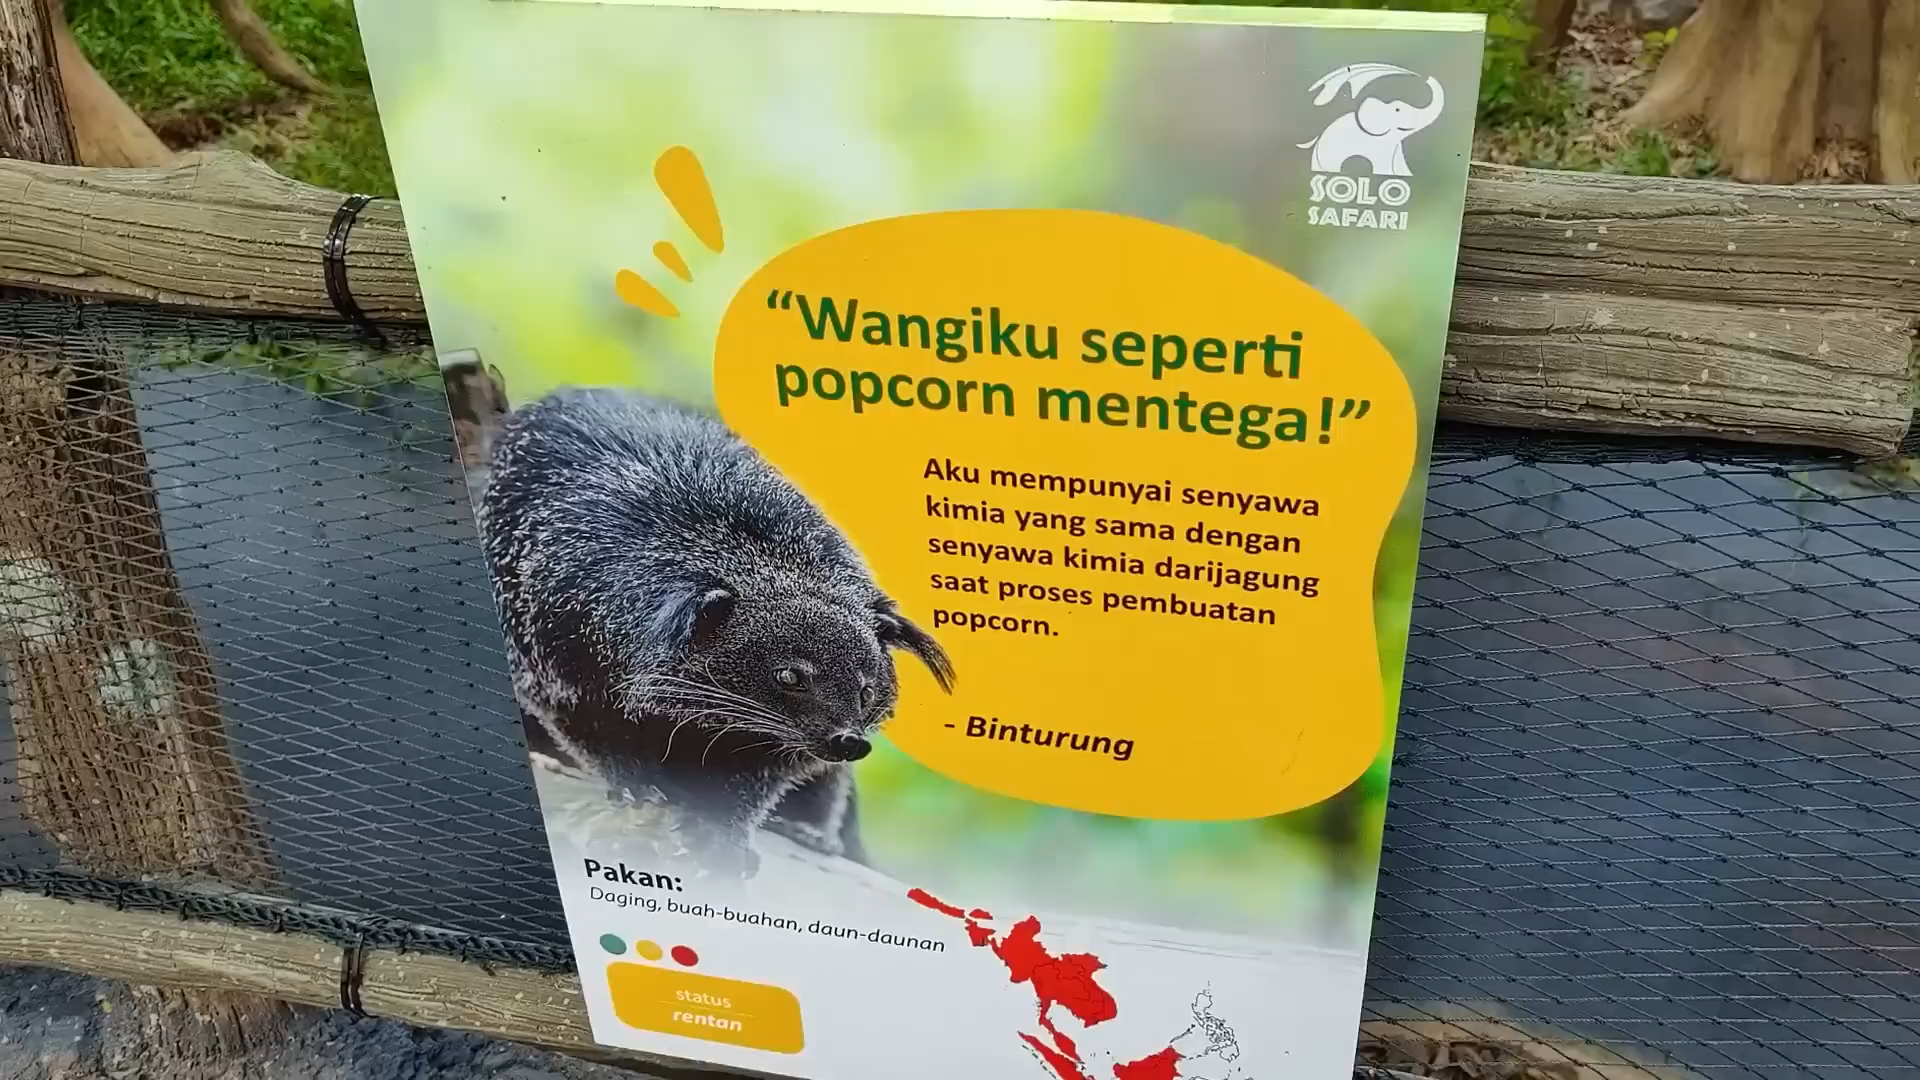 SOLO
SAFARI
“Wangiku seperti
popcorn mentega!”
Aku mempunyai senyawa
kimia yang sama dengan
senyawa kimia darijagung
saat proses pembuatan
popcorn.
- Binturung
Pakan:
Daging, buah-buahan, daun-daunan
status
rentan